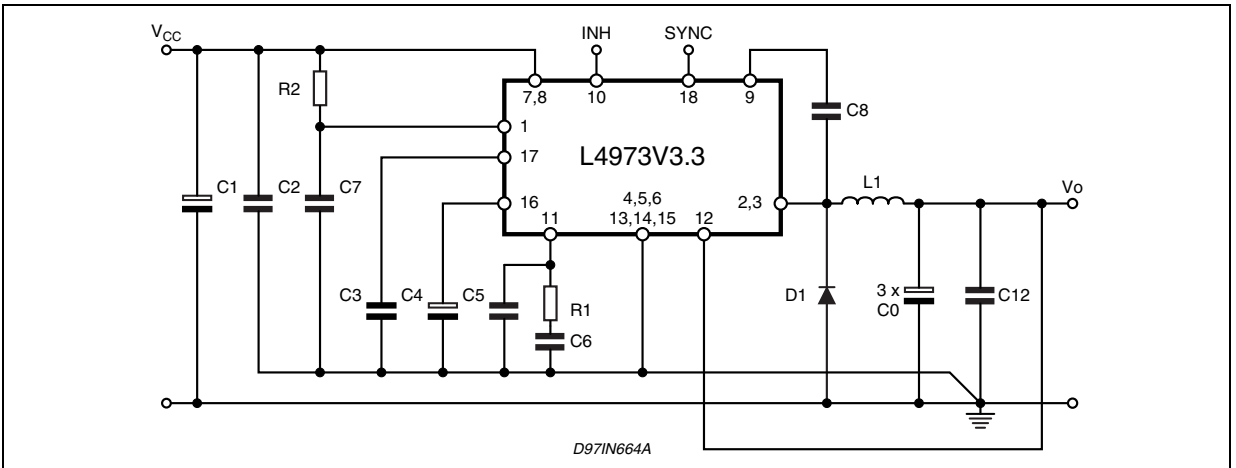 VCC
INH
SYNC
R2
7,8
10
18
9
C8
1
17
L4973V3.3
L1
C1
C2
C7
16
4,5,6
2,3
Vo
11
13,14,15
12
C3
C4
C5
R1
D1
3 x
C0
C12
C6
D97IN664A